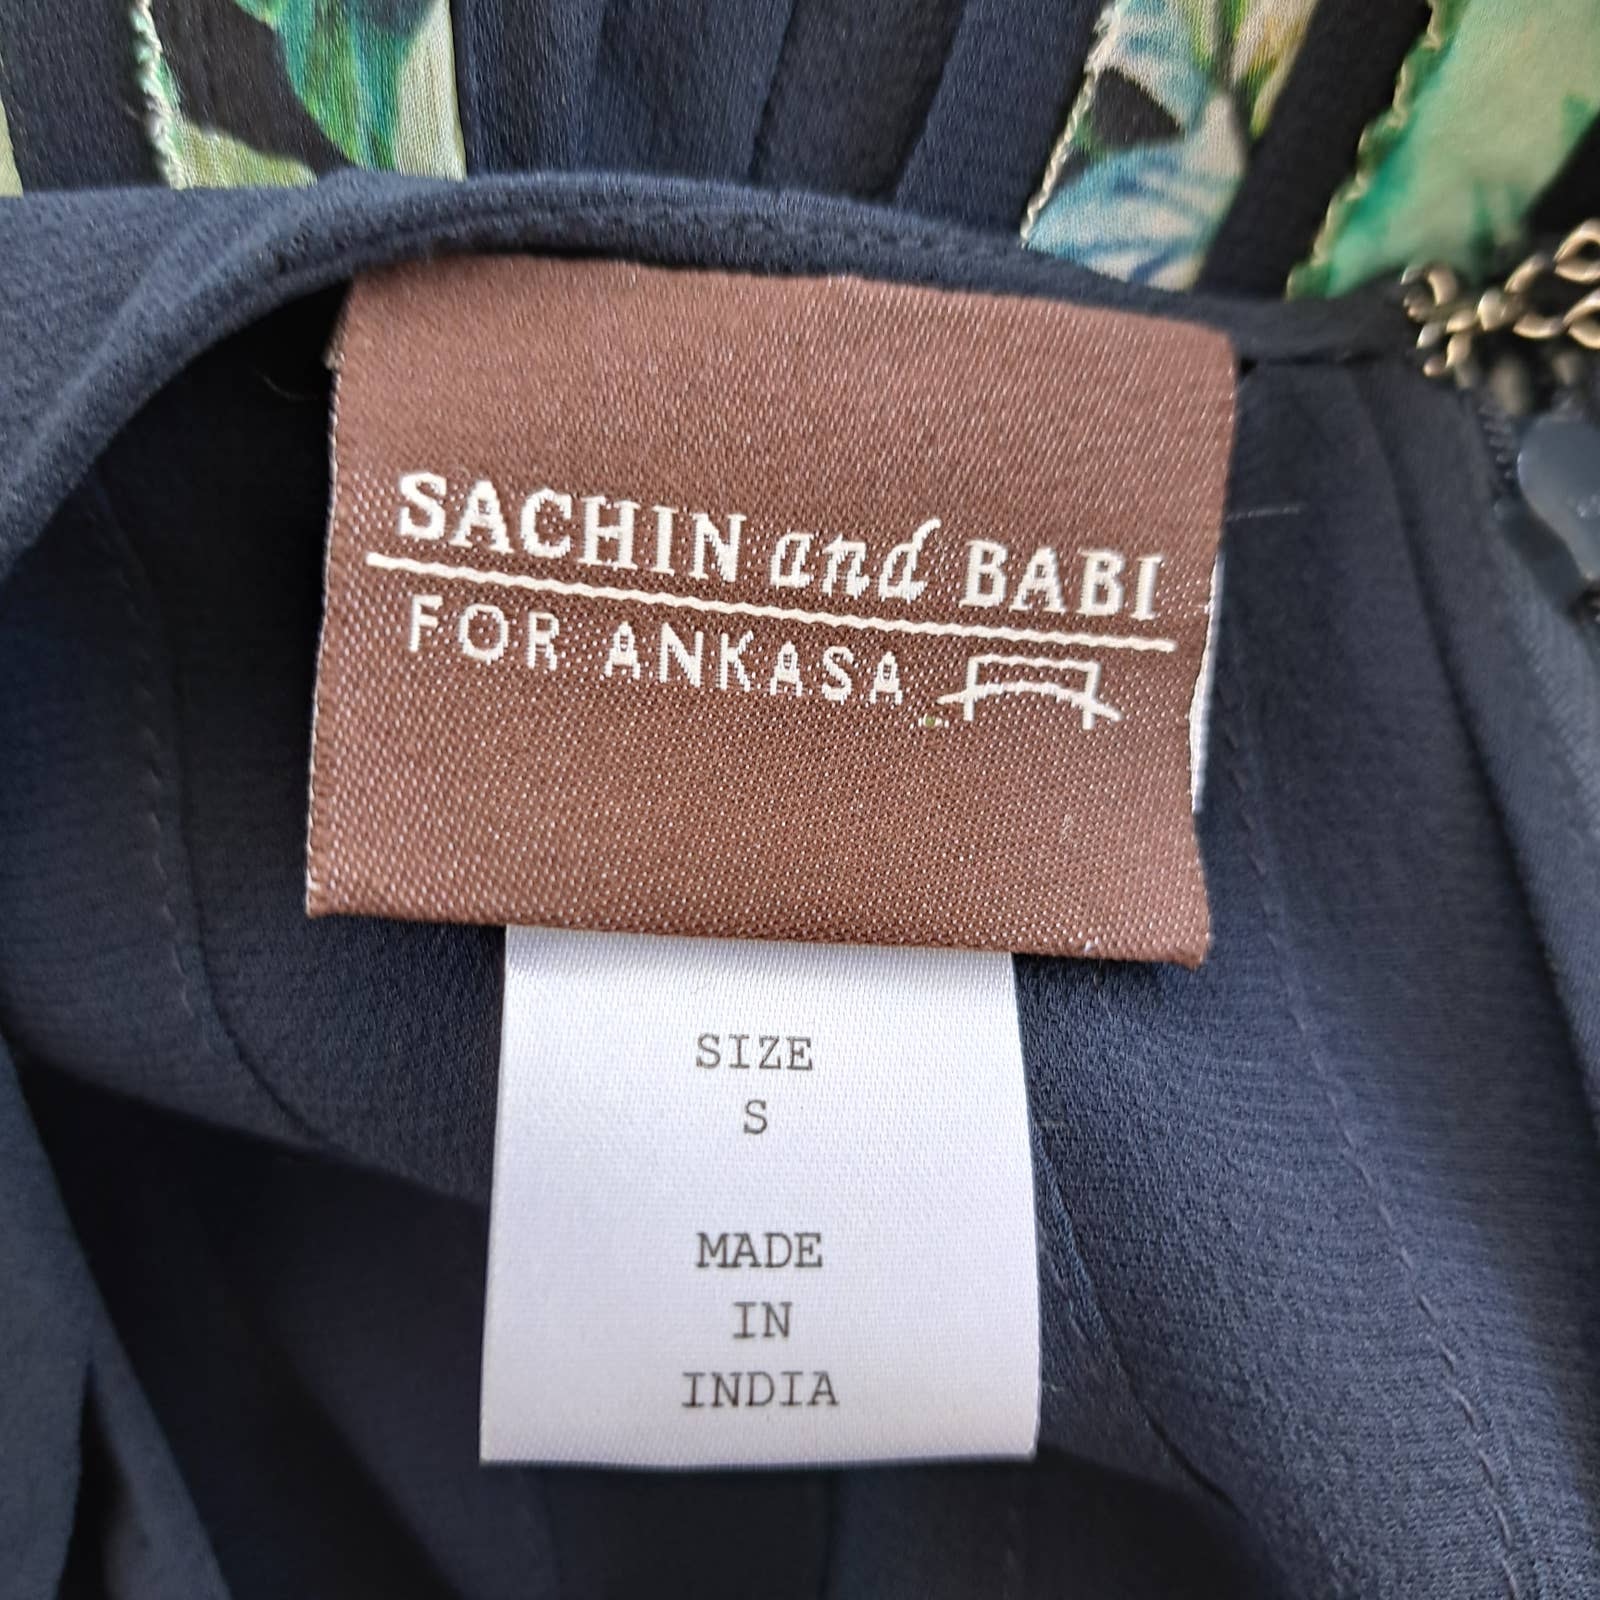 SACHIN and BABI
FOR ANKASA
SIZE
S
MADE
IN
INDIA